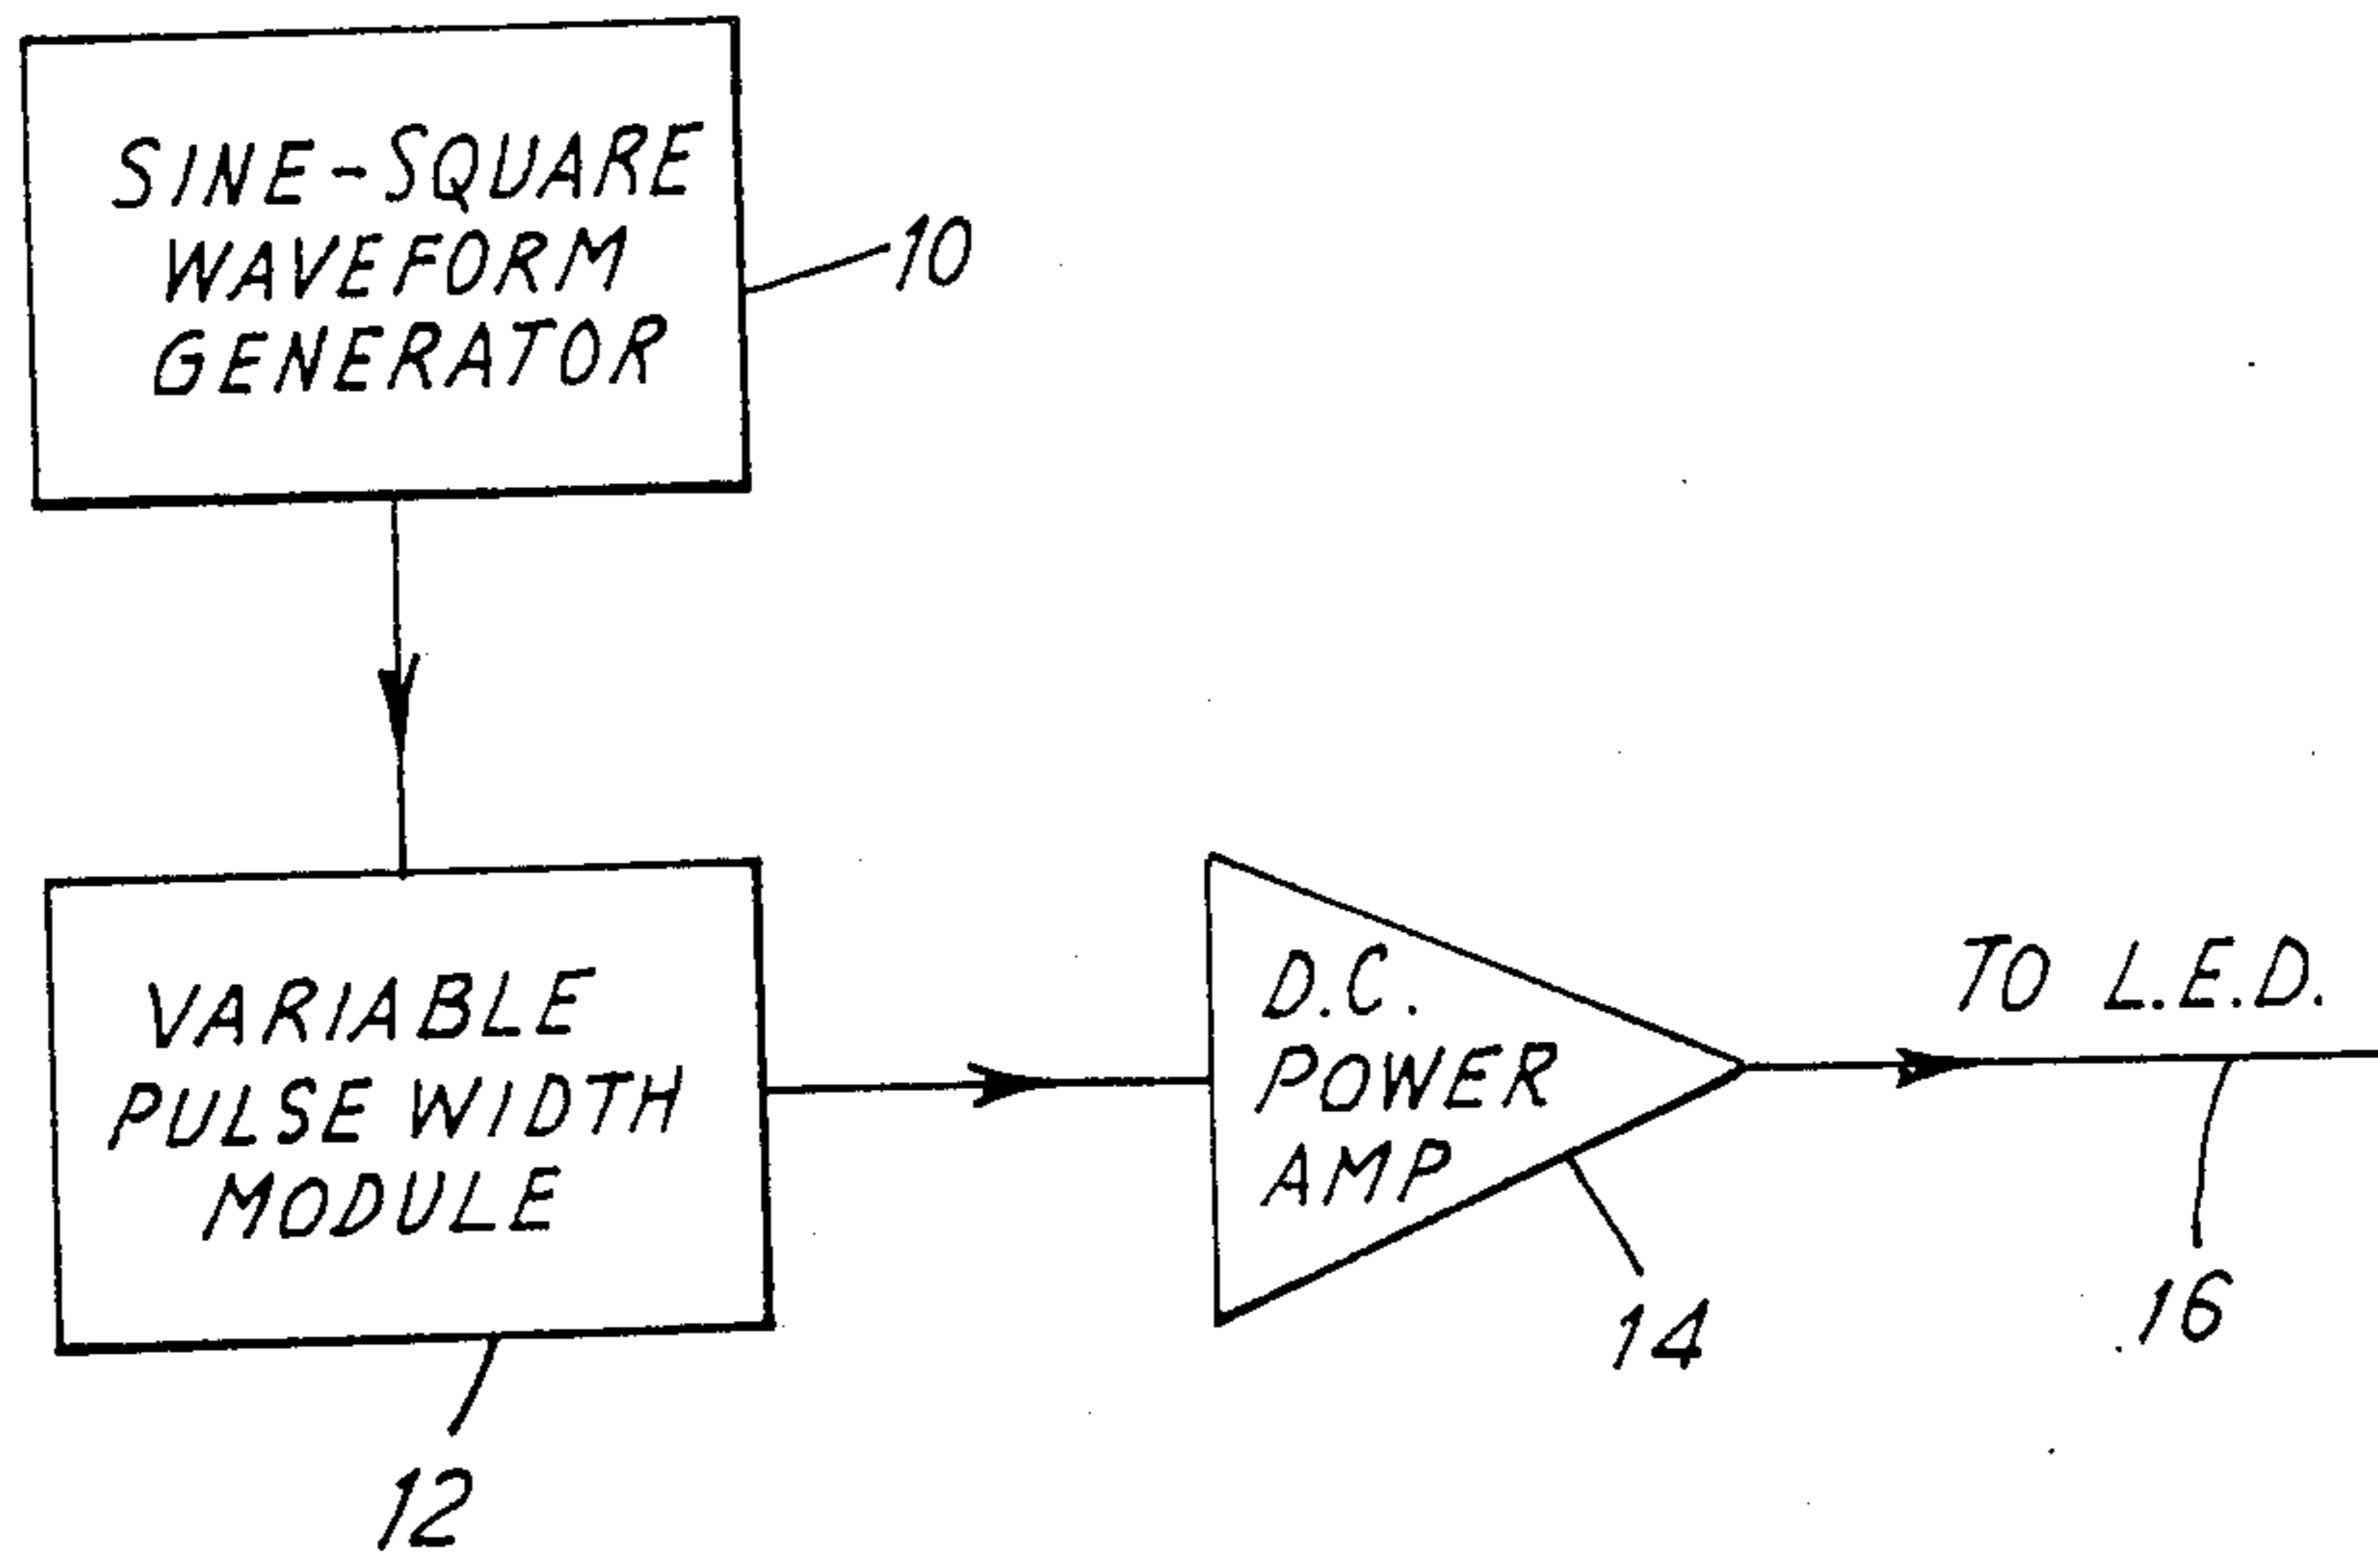 SINE-SQUARE
WAVEFORM
GENERATOR
10
VARIABLE
PULSE WIDTH
MODULE
12
D.C.
POWER
AMP
14
TO L.E.D.
16